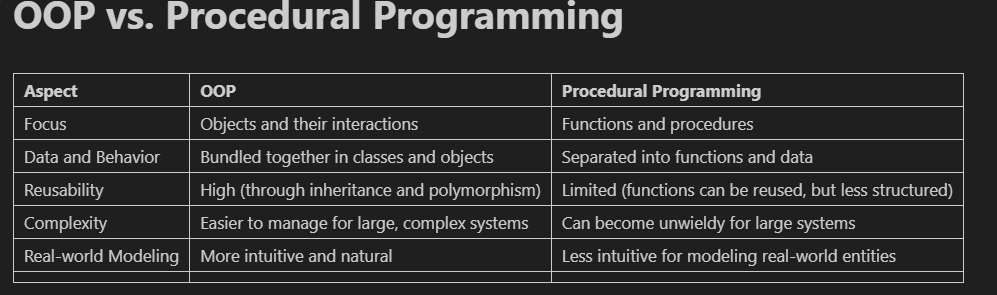 OOP vs. Procedural Programming
Aspect OOP Procedural Programming
Focus Objects and their interactions Functions and procedures
Data and Behavior Bundled together in classes and objects Separated into functions and data
Reusability High (through inheritance and polymorphism) Limited (functions can be reused, but less structured)
Complexity Easier to manage for large, complex systems Can become unwieldy for large systems
Real-world Modeling More intuitive and natural Less intuitive for modeling real-world entities